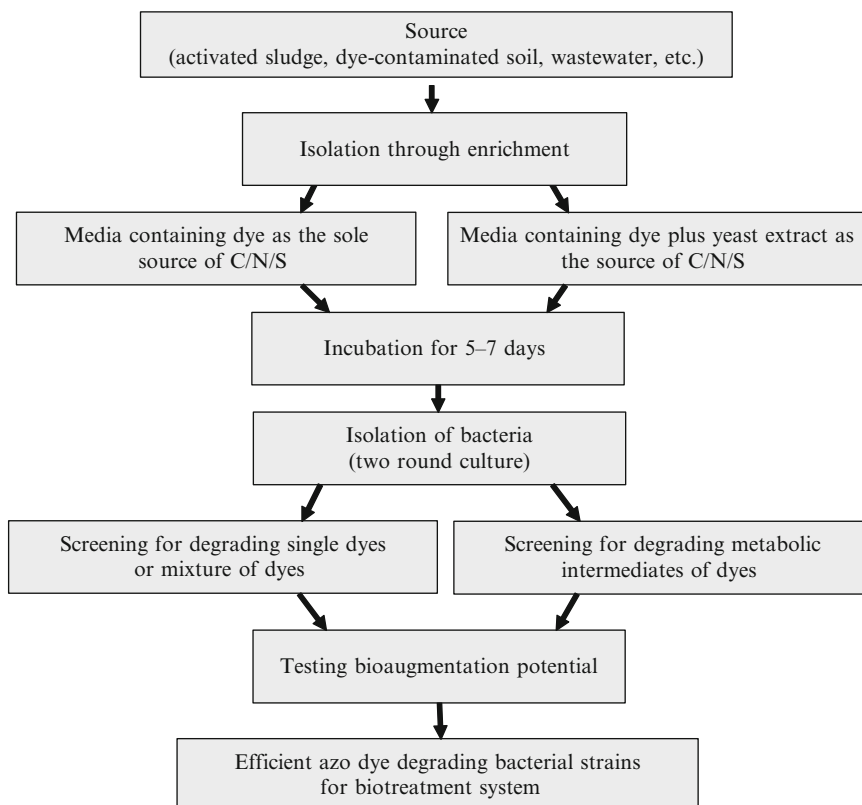 Source
(activated sludge, dye-contaminated soil, wastewater, etc.)
Isolation through enrichment
Media containing dye as the sole
source of C/N/S
Media containing dye plus yeast extract as
the source of C/N/S
Incubation for 5–7 days
Isolation of bacteria
(two round culture)
Screening for degrading single dyes
or mixture of dyes
Screening for degrading metabolic
intermediates of dyes
Testing bioaugmentation potential
Efficient azo dye degrading bacterial strains
for biotreatment system